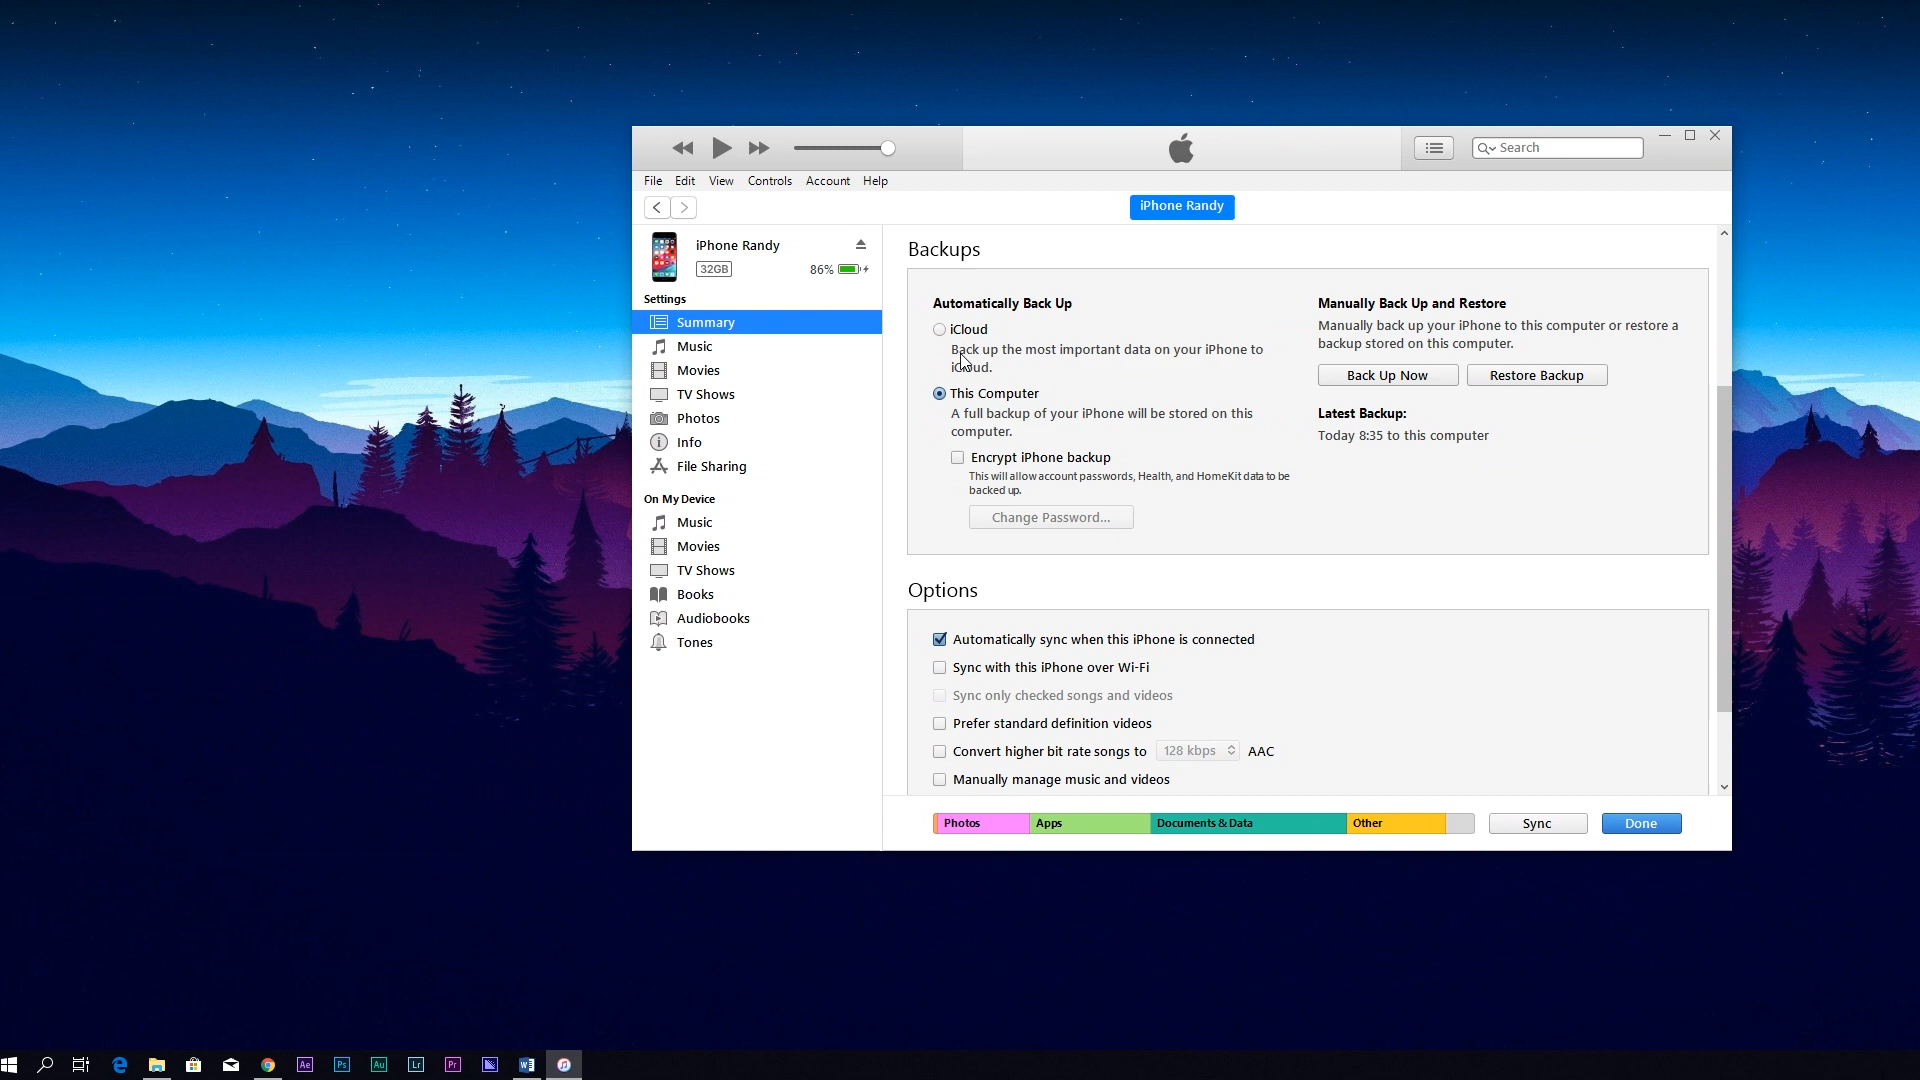 Search
File Edit View Controls Account Help
iPhone Randy
iPhone Randy
32GB
86%
Settings
Summary
Music
Movies
TV Shows
Photos
Info
File Sharing
On My Device
Music
Movies
TV Shows
Books
Audiobooks
Tones
Backups
Automatically Back Up
iCloud
Back up the most important data on your iPhone to
iCloud.
This Computer
A full backup of your iPhone will be stored on this
computer.
Encrypt iPhone backup
This will allow account passwords, Health, and HomeKit data to be
backed up.
Change Password...
Manually Back Up and Restore
Manually back up your iPhone to this computer or restore a
backup stored on this computer.
Back Up Now
Restore Backup
Latest Backup:
Today 8:35 to this computer
Options
Automatically sync when this iPhone is connected
Sync with this iPhone over Wi-Fi
Sync only checked songs and videos
Prefer standard definition videos
Convert higher bit rate songs to 128 kbps AAC
Manually manage music and videos
Photos Apps Documents & Data Other
Sync
Done
Ae Ps Au Lr Pr